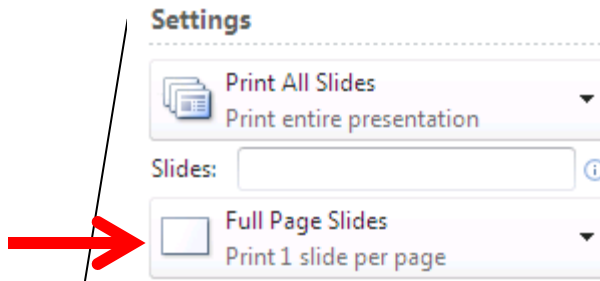 Settings
Print All Slides
Print entire presentation
Slides:
Full Page Slides
Print 1 slide per page